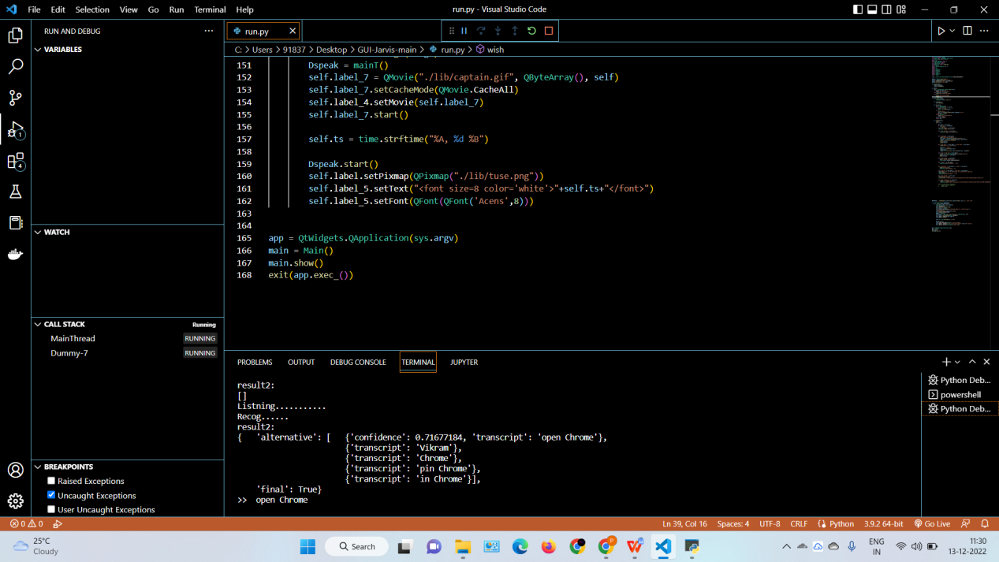 File Edit Selection View Go Run Terminal Help
run.py - Visual Studio Code
RUN AND DEBUG
VARIABLES
WATCH
CALL STACK
Running
MainThread
RUNNING
Dummy-7
RUNNING
BREAKPOINTS
Raised Exceptions
Uncaught Exceptions
User Uncaught Exceptions
1
4
run.py
C: > Users > 91837 > Desktop > GUI-Jarvis-main > run.py > wish
151 Dspeak = mainT()
152 self.label_7 = QMovie("./lib/captain.gif", QByteArray(), self)
153 self.label_7.setCacheMode(QMovie.CacheAll)
154 self.label_4.setMovie(self.label_7)
155 self.label_7.start()
156
157 self.ts = time.strftime("%A, %d %B")
158
159 Dspeak.start()
160 self.label.setPixmap(QPixmap("./lib/tuse.png"))
161 self.label_5.setText("<font size=8 color='white'>"+self.ts+"</font>")
162 self.label_5.setFont(QFont(QFont('Acens',8)))
163
164
165 app = QtWidgets.QApplication(sys.argv)
166 main = Main()
167 main.show()
168 exit(app.exec_())
PROBLEMS OUTPUT DEBUG CONSOLE TERMINAL JUPYTER
result2:
[]
Listning...........
Recog......
result2:
{ 'alternative': [ {'confidence': 0.71677184, 'transcript': 'open Chrome'},
{'transcript': 'Vikram'},
{'transcript': 'Chrome'},
{'transcript': 'pin Chrome'},
{'transcript': 'in Chrome'}],
'final': True}
>> open Chrome
Python Deb...
powershell
Python Deb...
0 0
Ln 39, Col 16 Spaces: 4 UTF-8 CRLF Python 3.9.2 64-bit Go Live
25°C
Cloudy
Search
P
ENG
IN
11:30
13-12-2022